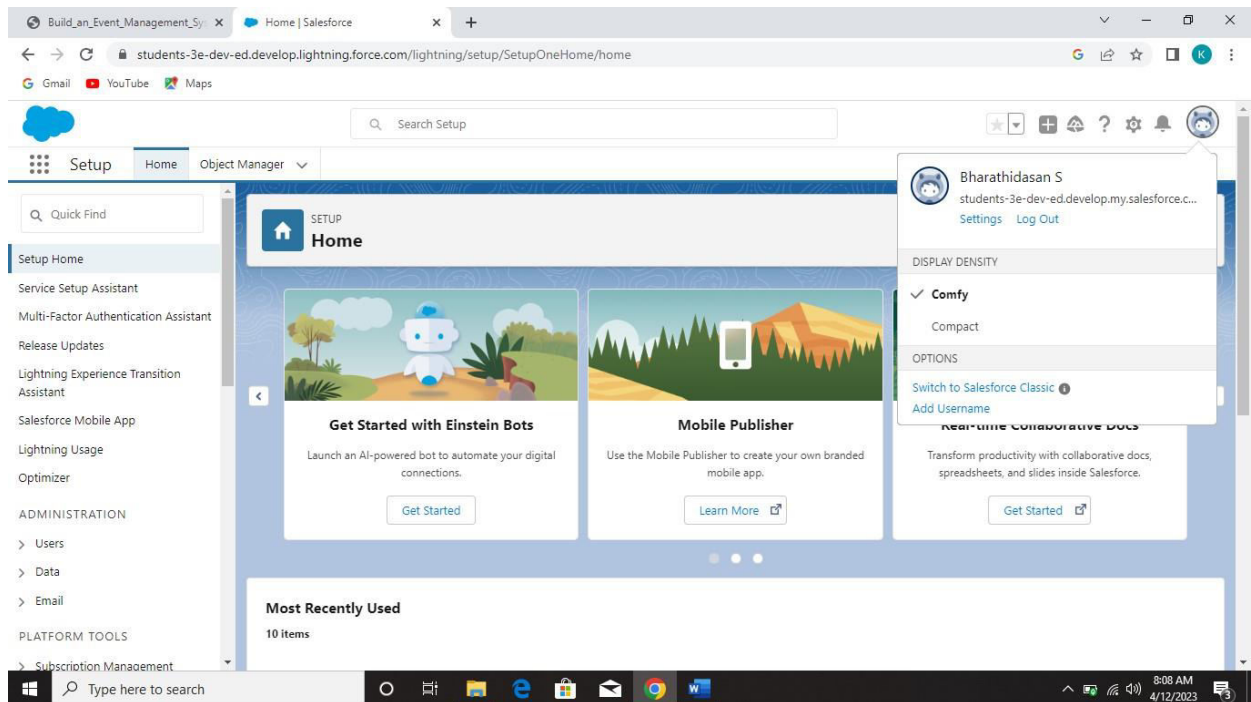 Build_an_Event_Management_Sy
Home | Salesforce
students-3e-dev-ed.develop.lightning.force.com/lightning/setup/SetupOneHome/home
K
Gmail
YouTube
Maps
Search Setup
Setup
Home
Object Manager
Quick Find
Setup Home
Service Setup Assistant
Multi-Factor Authentication Assistant
Release Updates
Lightning Experience Transition
Assistant
Salesforce Mobile App
Lightning Usage
Optimizer
ADMINISTRATION
Users
Data
Email
PLATFORM TOOLS
Subscription Management
SETUP
Home
Get Started with Einstein Bots
Launch an AI-powered bot to automate your digital
connections.
Get Started
Mobile Publisher
Use the Mobile Publisher to create your own branded
mobile app.
Learn More
Real-time Collaborative Docs
Transform productivity with collaborative docs,
spreadsheets, and slides inside Salesforce.
Get Started
Most Recently Used
10 items
Bharathidasan S
students-3e-dev-ed.develop.my.salesforce.c...
Settings Log Out
DISPLAY DENSITY
Comfy
Compact
OPTIONS
Switch to Salesforce Classic
Add Username
Type here to search
8:08 AM
4/12/2023
3